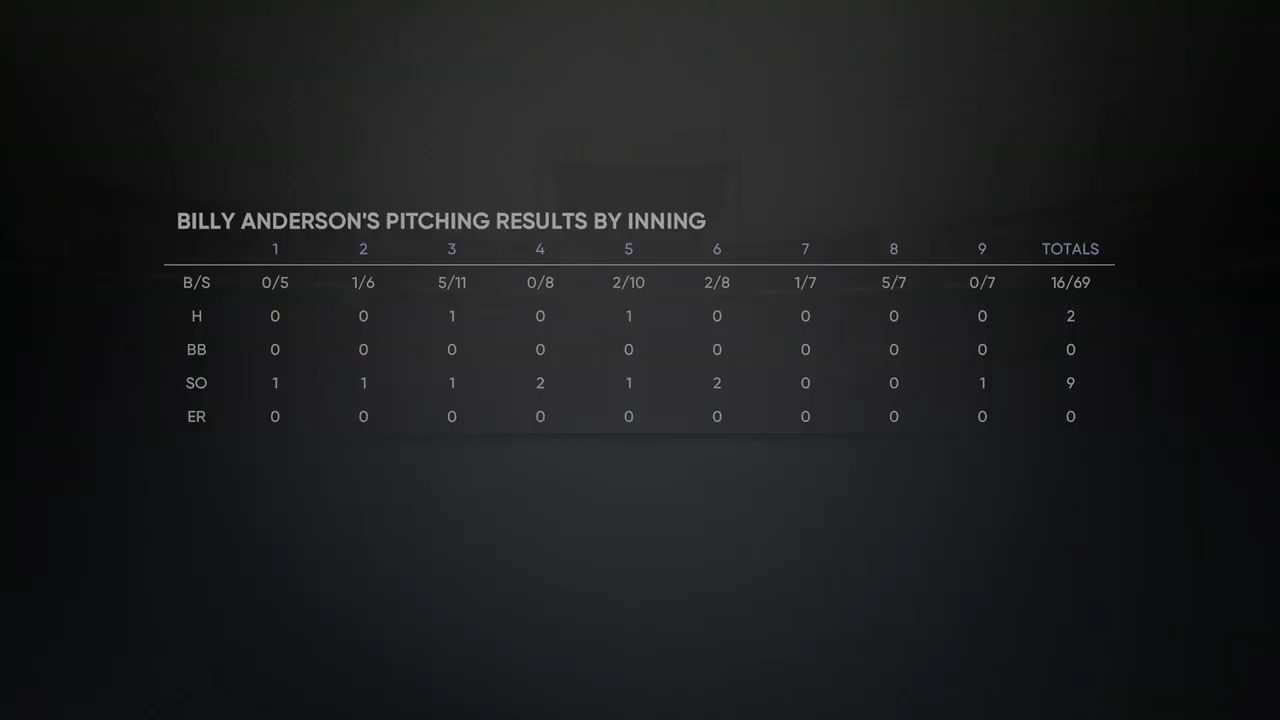 BILLY ANDERSON'S PITCHING RESULTS BY INNING
1 2 3 4 5 6 7 8 9 TOTALS
B/S 0/5 1/6 5/11 0/8 2/10 2/8 1/7 5/7 0/7 16/69
H 0 0 1 0 1 0 0 0 0 2
BB 0 0 0 0 0 0 0 0 0 0
SO 1 1 1 2 1 2 0 0 1 9
ER 0 0 0 0 0 0 0 0 0 0